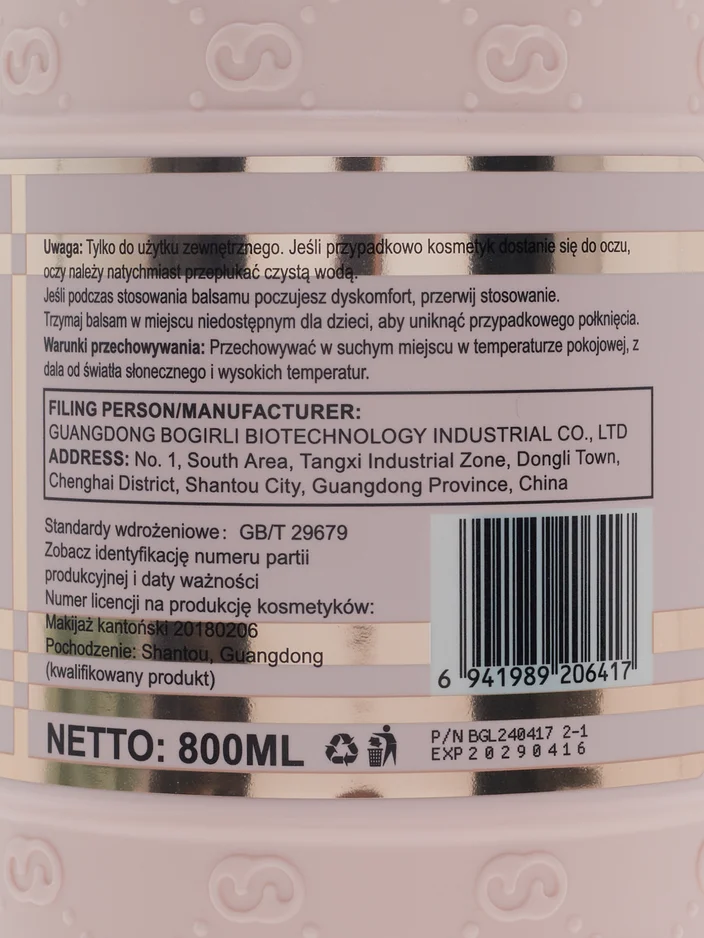 Uwaga: Tylko do użytku zewnętrznego. Jeśli przypadkowo kosmetyk dostanie się do oczu,
oczy należy natychmiast przepłukać czystą wodą.
Jeśli podczas stosowania balsamu poczujesz dyskomfort, przerwij stosowanie.
Trzymaj balsam w miejscu niedostępnym dla dzieci, aby uniknąć przypadkowego połknięcia.
Warunki przechowywania: Przechowywać w suchym miejscu w temperaturze pokojowej, z
dala od światła słonecznego i wysokich temperatur.
FILING PERSON/MANUFACTURER:
GUANGDONG BOGIRLI BIOTECHNOLOGY INDUSTRIAL CO., LTD
ADDRESS: No. 1, South Area, Tangxi Industrial Zone, Dongli Town,
Chenghai District, Shantou City, Guangdong Province, China
Standardy wdrożeniowe: GB/T 29679
Zobacz identyfikację numeru partii
produkcyjnej i daty ważności
Numer licencji na produkcję kosmetyków:
Makijaż kantoński 20180206
Pochodzenie: Shantou, Guangdong
(kwalifikowany produkt)
6 941989 206417
NETTO: 800ML
P/N BGL240417 2-1
EXP20290416